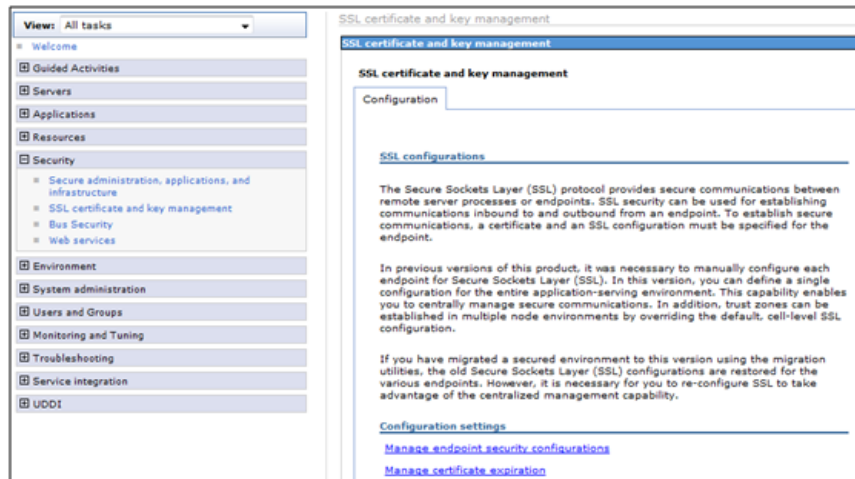 View: All tasks
Welcome
Guided Activities
Servers
Applications
Resources
Security
Secure administration, applications, and
infrastructure
SSL certificate and key management
Bus Security
Web services
Environment
System administration
Users and Groups
Monitoring and Tuning
Troubleshooting
Service integration
UDDI
SSL certificate and key management
SSL certificate and key management
SSL certificate and key management
Configuration
SSL configurations
The Secure Sockets Layer (SSL) protocol provides secure communications between
remote server processes or endpoints. SSL security can be used for establishing
communications inbound to and outbound from an endpoint. To establish secure
communications, a certificate and an SSL configuration must be specified for the
endpoint.
In previous versions of this product, it was necessary to manually configure each
endpoint for Secure Sockets Layer (SSL). In this version, you can define a single
configuration for the entire application-serving environment. This capability enables
you to centrally manage secure communications. In addition, trust zones can be
established in multiple node environments by overriding the default, cell-level SSL
configuration.
If you have migrated a secured environment to this version using the migration
utilities, the old Secure Sockets Layer (SSL) configurations are restored for the
various endpoints. However, it is necessary for you to re-configure SSL to take
advantage of the centralized management capability.
Configuration settings
Manage endpoint security configurations
Manage certificate expiration